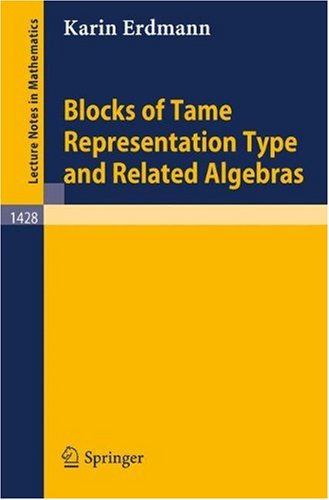 Karin Erdmann
Lecture Notes in Mathematics
Blocks of Tame
Representation Type
and Related Algebras
1428
Springer